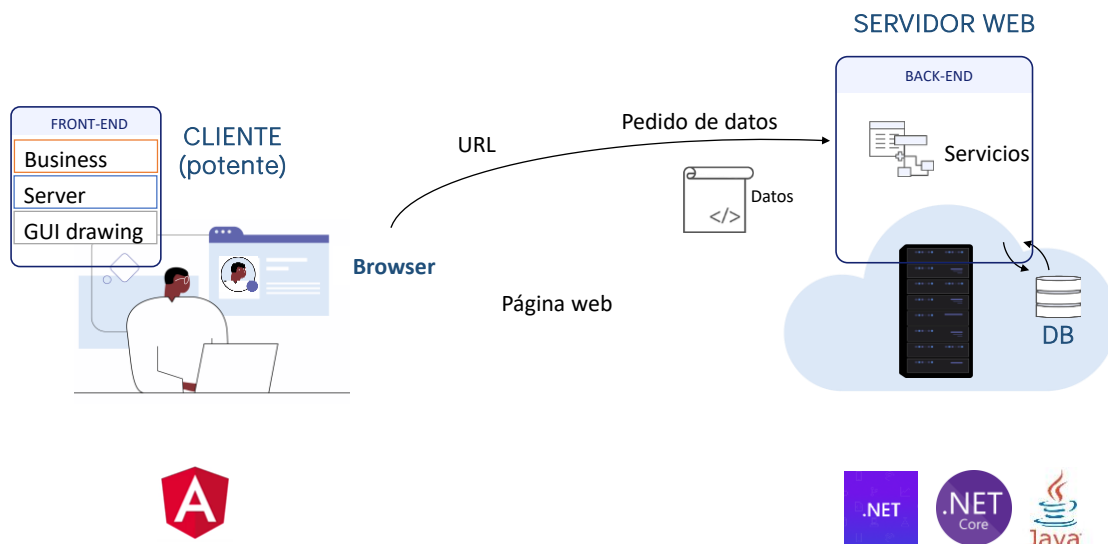 SERVIDOR WEB
BACK-END
Servicios
DB
FRONT-END
Business
Server
GUI drawing
CLIENTE
(potente)
Browser
URL
Pedido de datos
Datos
</>
Página web
A
.NET
.NET
Core
Java